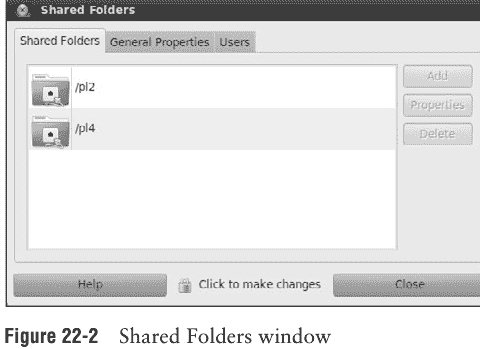 Shared Folders
Shared Folders General Properties Users
/pl2
/pl4
Add
Properties
Delete
Help Click to make changes Close
Figure 22-2 Shared Folders window